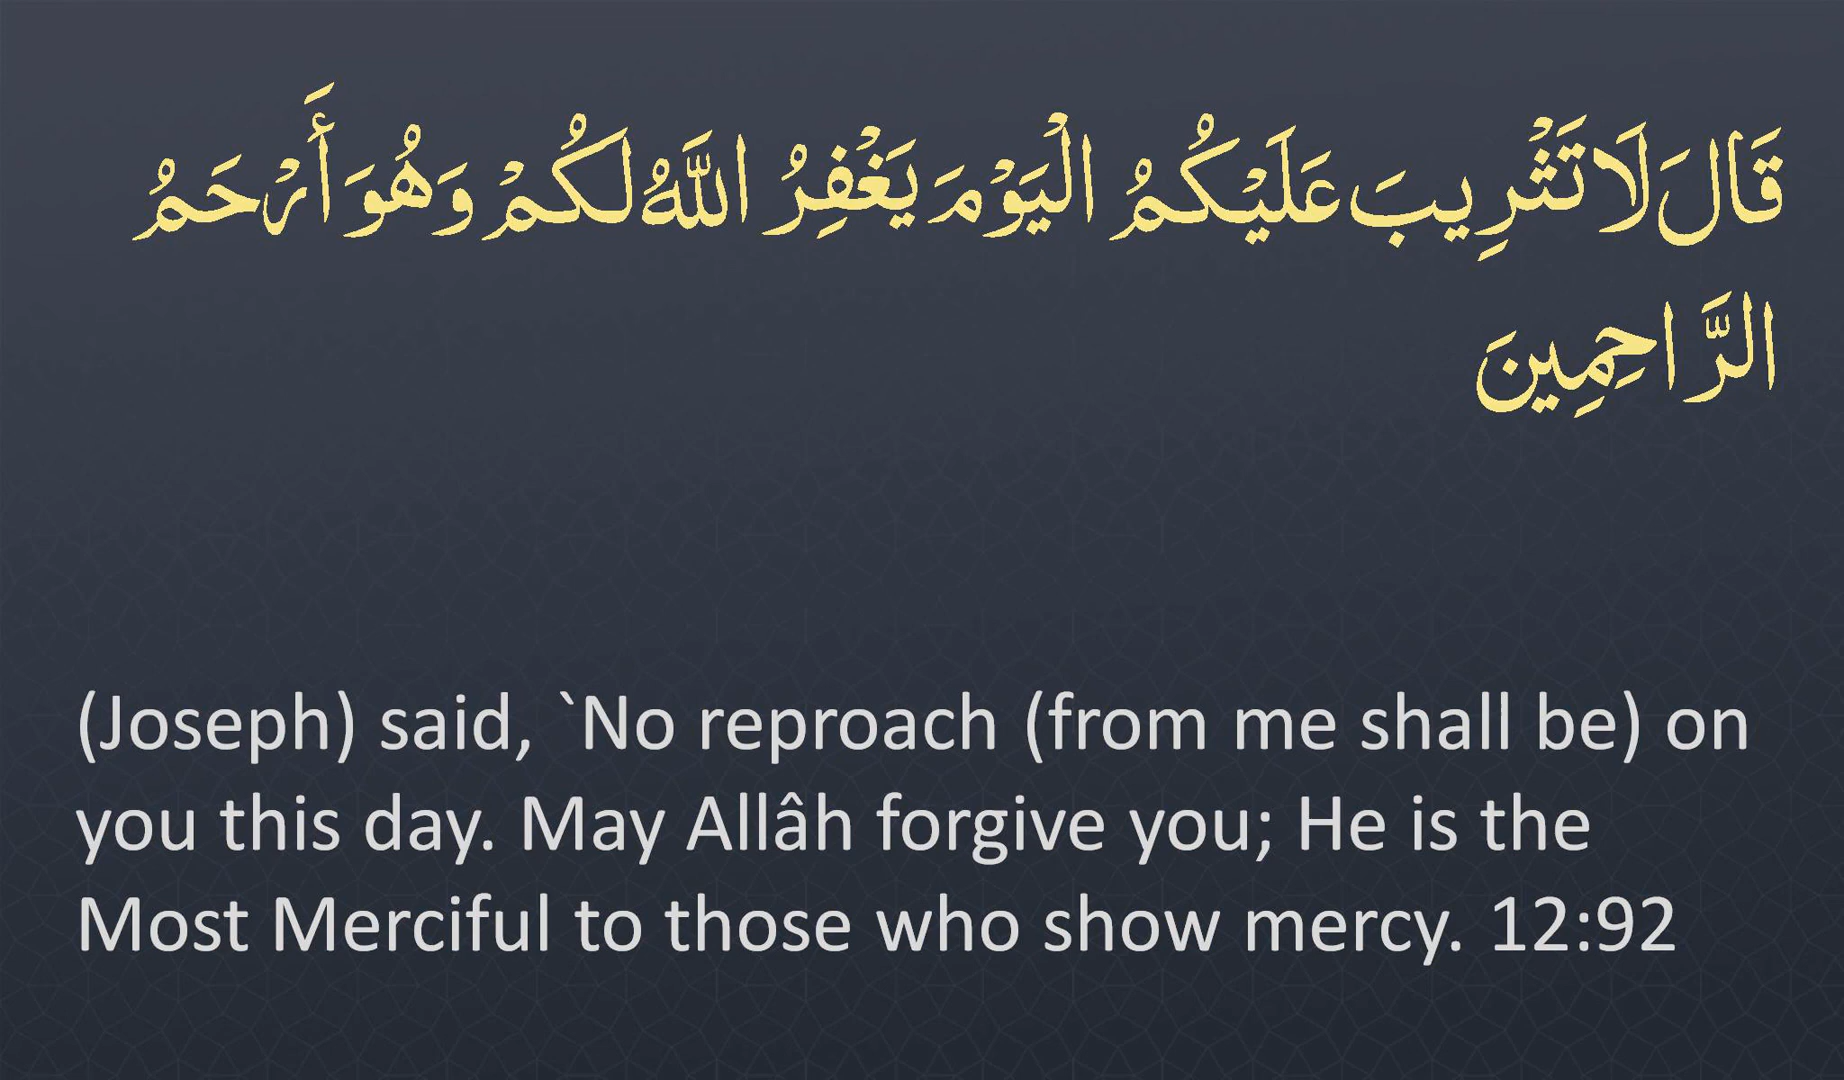 قَالَ لَا تَثْرِيبَ عَلَيْكُمُ الْيَوْمَ يَغْفِرُ اللَّهُ لَكُمْ وَهُوَ أَرْحَمُ
الرَّاحِمِينَ
(Joseph) said, `No reproach (from me shall be) on
you this day. May Allâh forgive you; He is the
Most Merciful to those who show mercy. 12:92